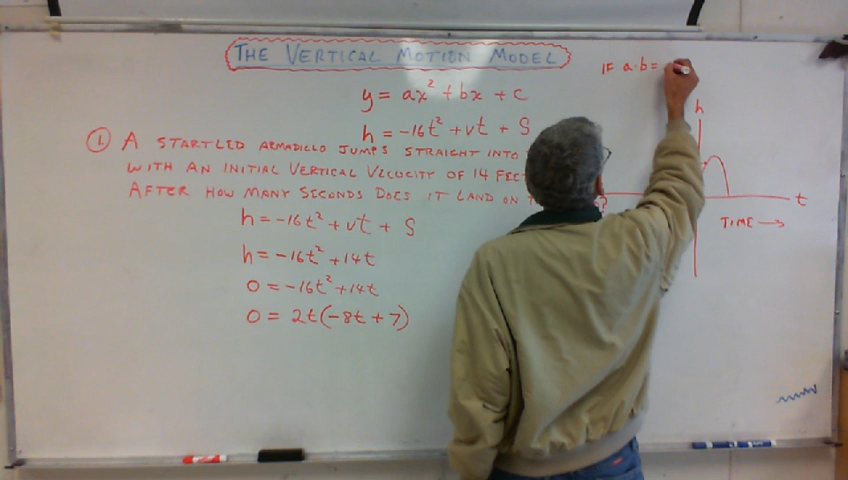 THE VERTICAL MOTION MODEL
IF a·b =
y = ax² + bx + c
h = -16t² + vt + S
① A STARTLED ARMADILLO JUMPS STRAIGHT INTO
WITH AN INITIAL VERTICAL VELOCITY OF 14
AFTER HOW MANY SECONDS DOES IT LAND ON
h = -16t² + vt + S
h = -16t² + 14t
0 = -16t² + 14t
0 = 2t(-8t + 7)
h
t
TIME →